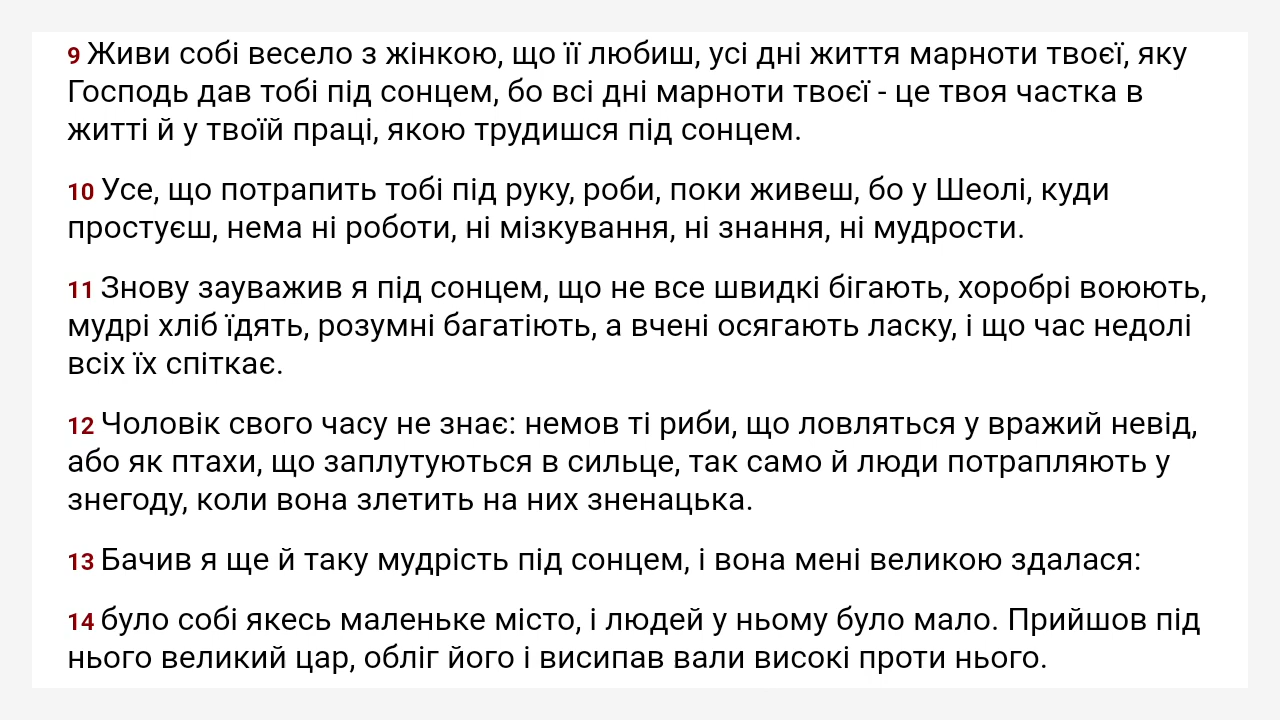 9 Живи собі весело з жінкою, що її любиш, усі дні життя марноти твоєї, яку
Господь дав тобі під сонцем, бо всі дні марноти твоєї - це твоя частка в
житті й у твоїй праці, якою трудишся під сонцем.
10 Усе, що потрапить тобі під руку, роби, поки живеш, бо у Шеолі, куди
простуєш, нема ні роботи, ні мізкування, ні знання, ні мудрости.
11 Знову зауважив я під сонцем, що не все швидкі бігають, хоробрі воюють,
мудрі хліб їдять, розумні багатіють, а вчені осягають ласку, і що час недолі
всіх їх спіткає.
12 Чоловік свого часу не знає: немов ті риби, що ловляться у вражий невід,
або як птахи, що заплутуються в сильце, так само й люди потрапляють у
знегоду, коли вона злетить на них зненацька.
13 Бачив я ще й таку мудрість під сонцем, і вона мені великою здалася:
14 було собі якесь маленьке місто, і людей у ньому було мало. Прийшов під
нього великий цар, обліг його і висипав вали високі проти нього.